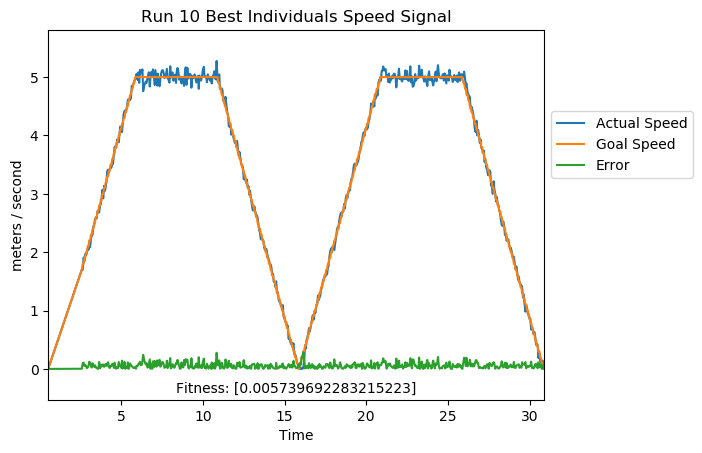 Run 10 Best Individuals Speed Signal
meters / second
5
4
3
2
1
0
Actual Speed
Goal Speed
Error
Fitness: [0.005739692283215223]
5 10 15 20 25 30
Time